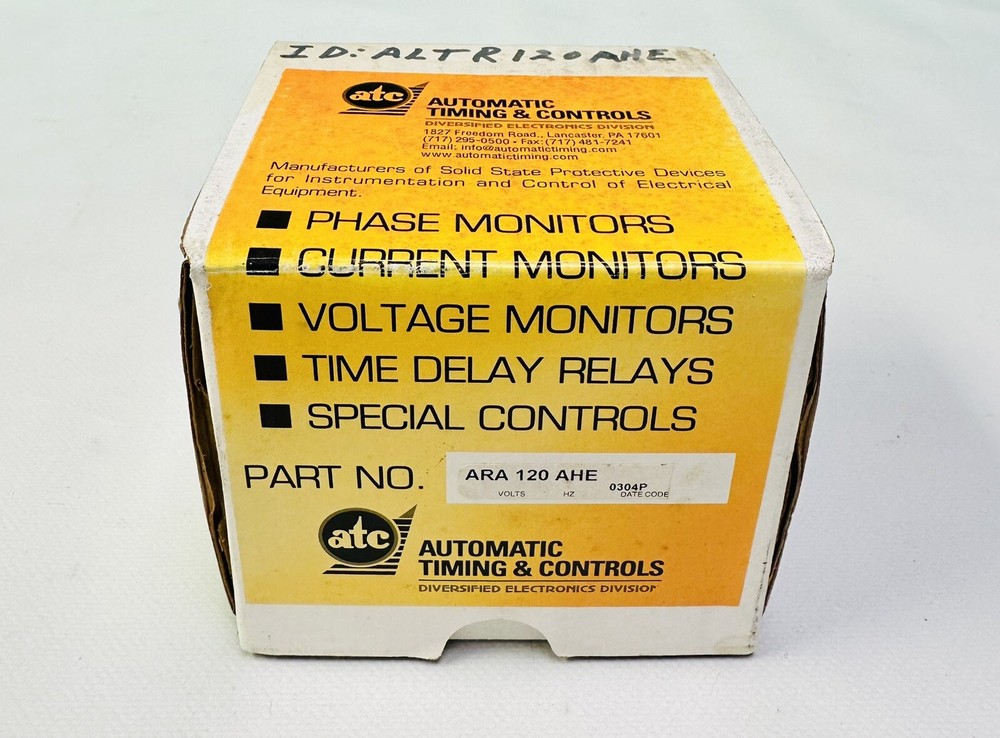 ID: ALTR120AHE
atc
AUTOMATIC
TIMING & CONTROLS
DIVERSIFIED ELECTRONICS DIVISION
1827 Freedom Road., Lancaster, PA 17601
(717) 295-0500 • Fax: (717) 481-7241
Email: info@automatictiming.com
www.automatictiming.com
Manufacturers of Solid State Protective Devices
for Instrumentation and Control of Electrical
Equipment.
■ PHASE MONITORS
■ CURRENT MONITORS
■ VOLTAGE MONITORS
■ TIME DELAY RELAYS
■ SPECIAL CONTROLS
PART NO. ARA 120 AHE 0304P
VOLTS HZ DATE CODE
atc
AUTOMATIC
TIMING & CONTROLS
DIVERSIFIED ELECTRONICS DIVISION